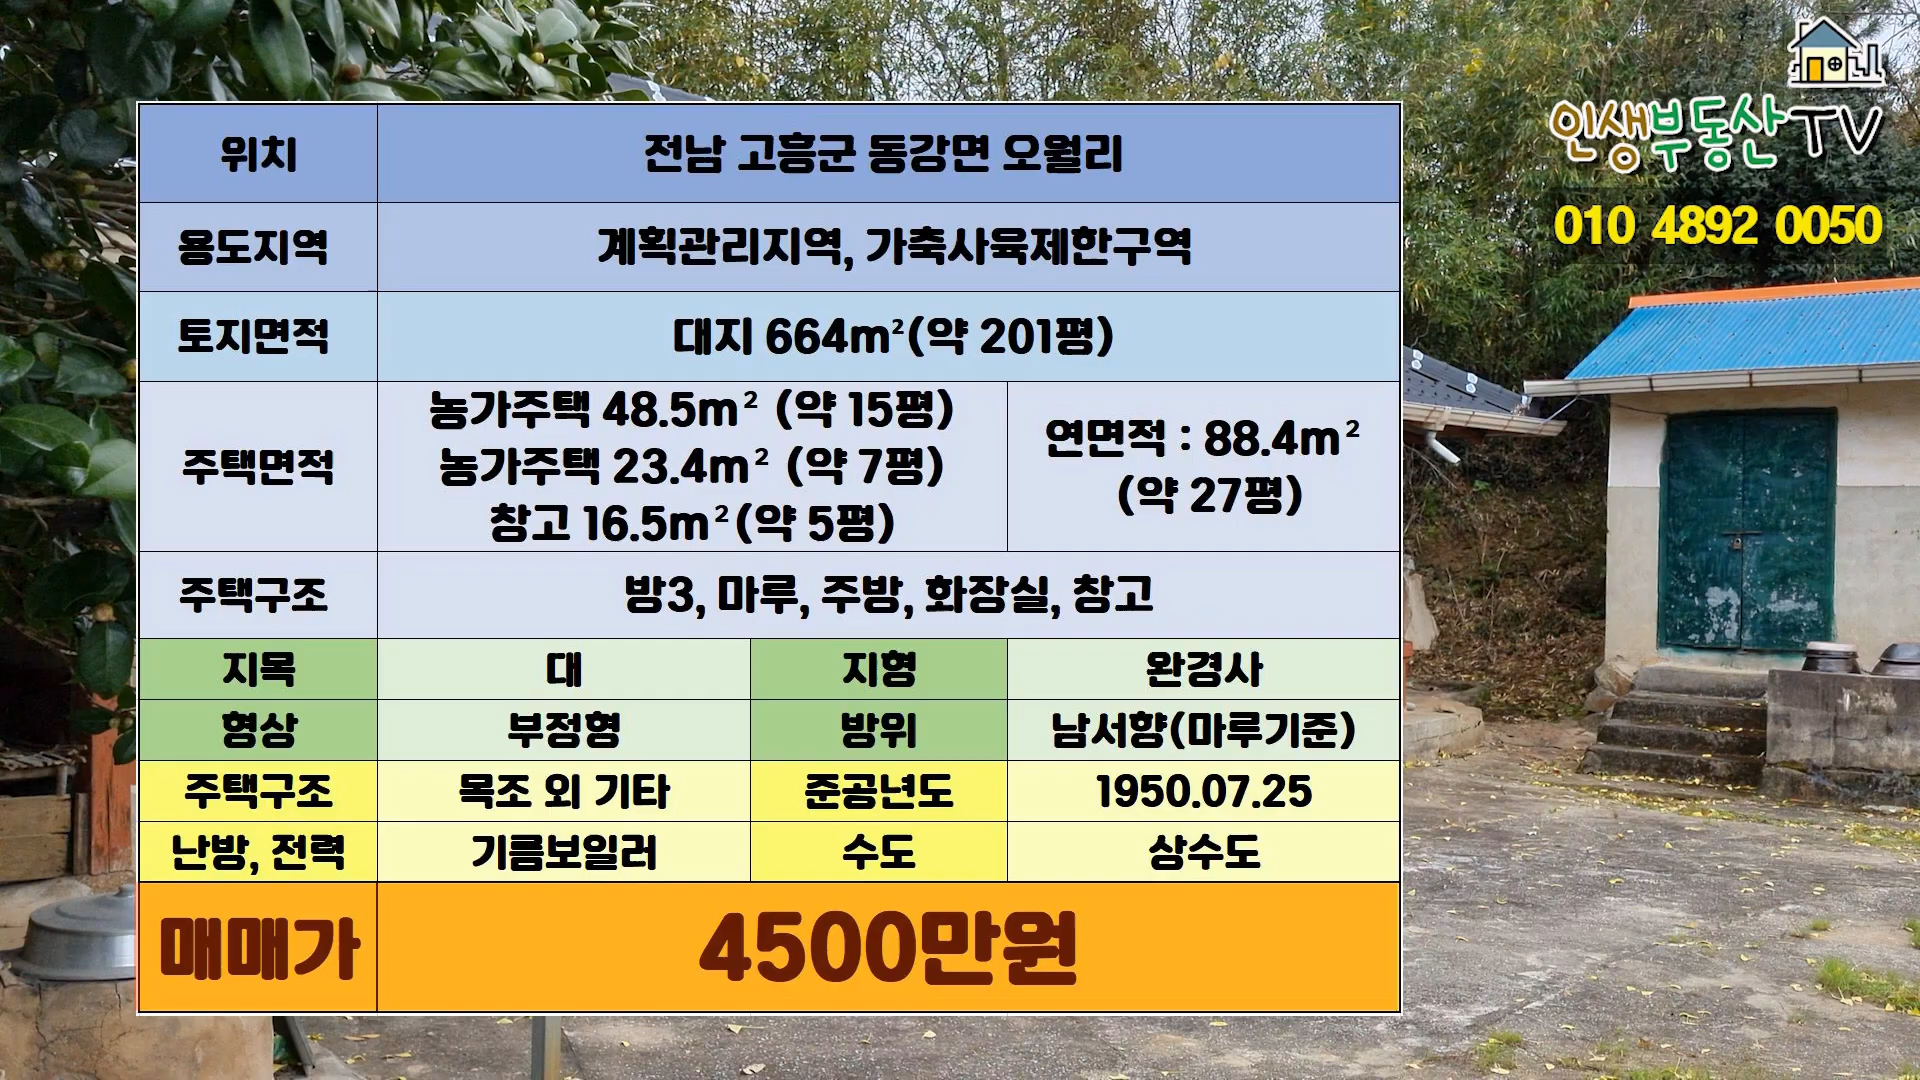 인생부동산TV
010 4892 0050
위치 전남 고흥군 동강면 오월리
용도지역 계획관리지역, 가축사육제한구역
토지면적 대지 664m²(약 201평)
주택면적
농가주택 48.5m² (약 15평)
농가주택 23.4m² (약 7평)
창고 16.5m²(약 5평)
연면적 : 88.4m²
(약 27평)
주택구조 방3, 마루, 주방, 화장실, 창고
지목 대 지형 완경사
형상 부정형 방위 남서향(마루기준)
주택구조 목조 외 기타 준공년도 1950.07.25
난방, 전력 기름보일러 수도 상수도
매매가 4500만원